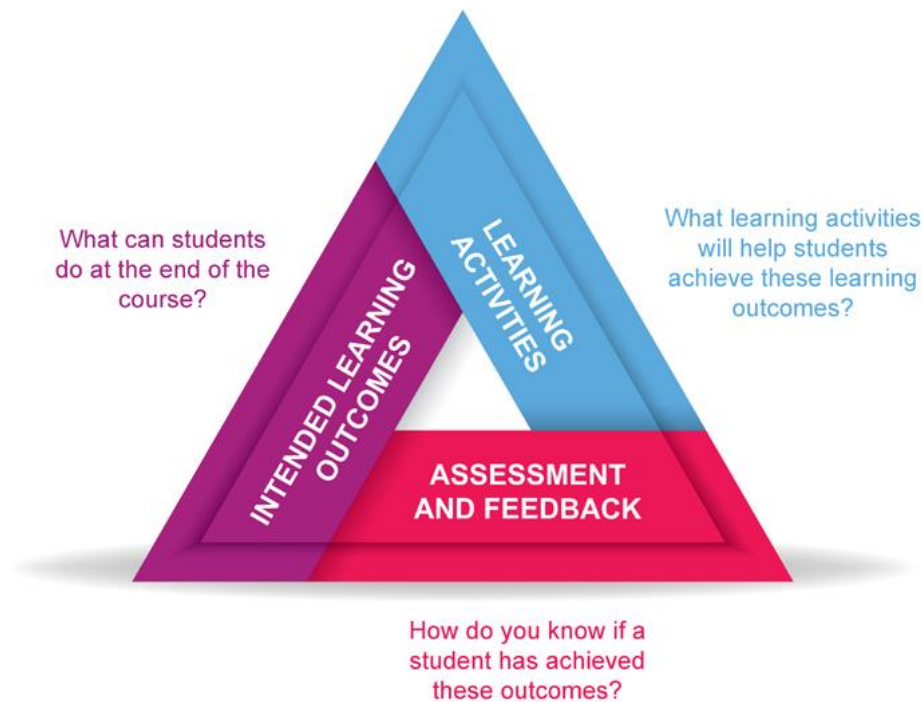 What can students
do at the end of the
course?
INTENDED LEARNING
OUTCOMES
LEARNING
ACTIVITIES
What learning activities
will help students
achieve these learning
outcomes?
ASSESSMENT
AND FEEDBACK
How do you know if a
student has achieved
these outcomes?